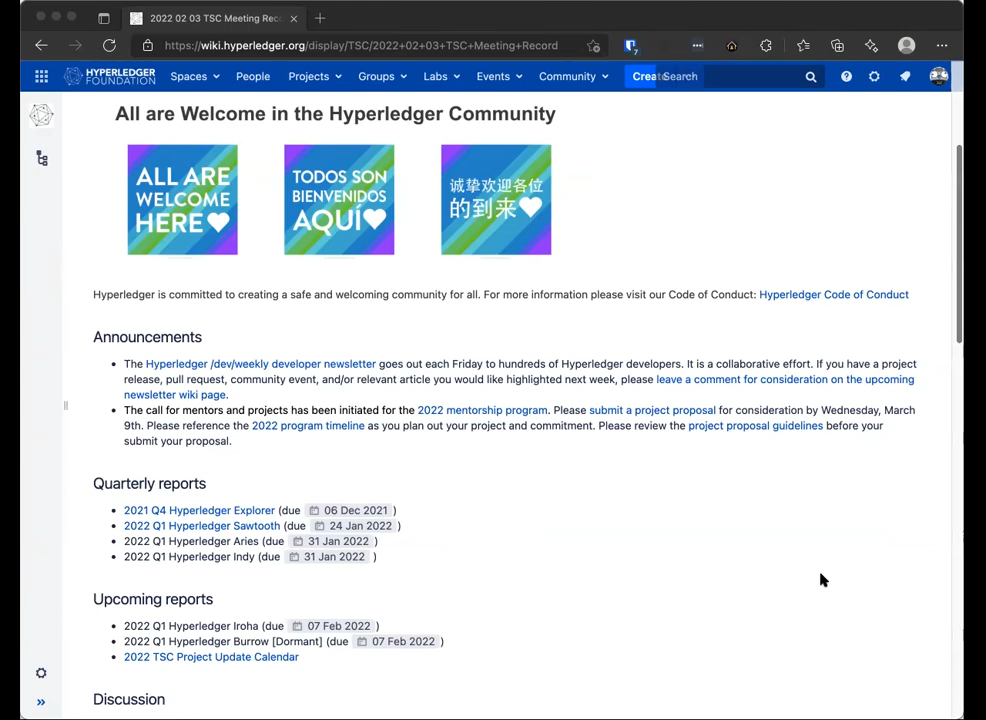 2022 02 03 TSC Meeting Rec
https://wiki.hyperledger.org/display/TSC/2022+02+03+TSC+Meeting+Record
7
HYPERLEDGER FOUNDATION Spaces People Projects Groups Labs Events Community Create Search
All are Welcome in the Hyperledger Community
ALL ARE WELCOME HERE
TODOS SON BIENVENIDOS AQUÍ
诚挚欢迎各位的到来
Hyperledger is committed to creating a safe and welcoming community for all. For more information please visit our Code of Conduct: Hyperledger Code of Conduct
Announcements
The Hyperledger /dev/weekly developer newsletter goes out each Friday to hundreds of Hyperledger developers. It is a collaborative effort. If you have a project
release, pull request, community event, and/or relevant article you would like highlighted next week, please leave a comment for consideration on the upcoming
newsletter wiki page.
The call for mentors and projects has been initiated for the 2022 mentorship program. Please submit a project proposal for consideration by Wednesday, March
9th. Please reference the 2022 program timeline as you plan out your project and commitment. Please review the project proposal guidelines before your
submit your proposal.
Quarterly reports
2021 Q4 Hyperledger Explorer (due 06 Dec 2021 )
2022 Q1 Hyperledger Sawtooth (due 24 Jan 2022 )
2022 Q1 Hyperledger Aries (due 31 Jan 2022 )
2022 Q1 Hyperledger Indy (due 31 Jan 2022 )
Upcoming reports
2022 Q1 Hyperledger Iroha (due 07 Feb 2022 )
2022 Q1 Hyperledger Burrow [Dormant] (due 07 Feb 2022 )
2022 TSC Project Update Calendar
Discussion